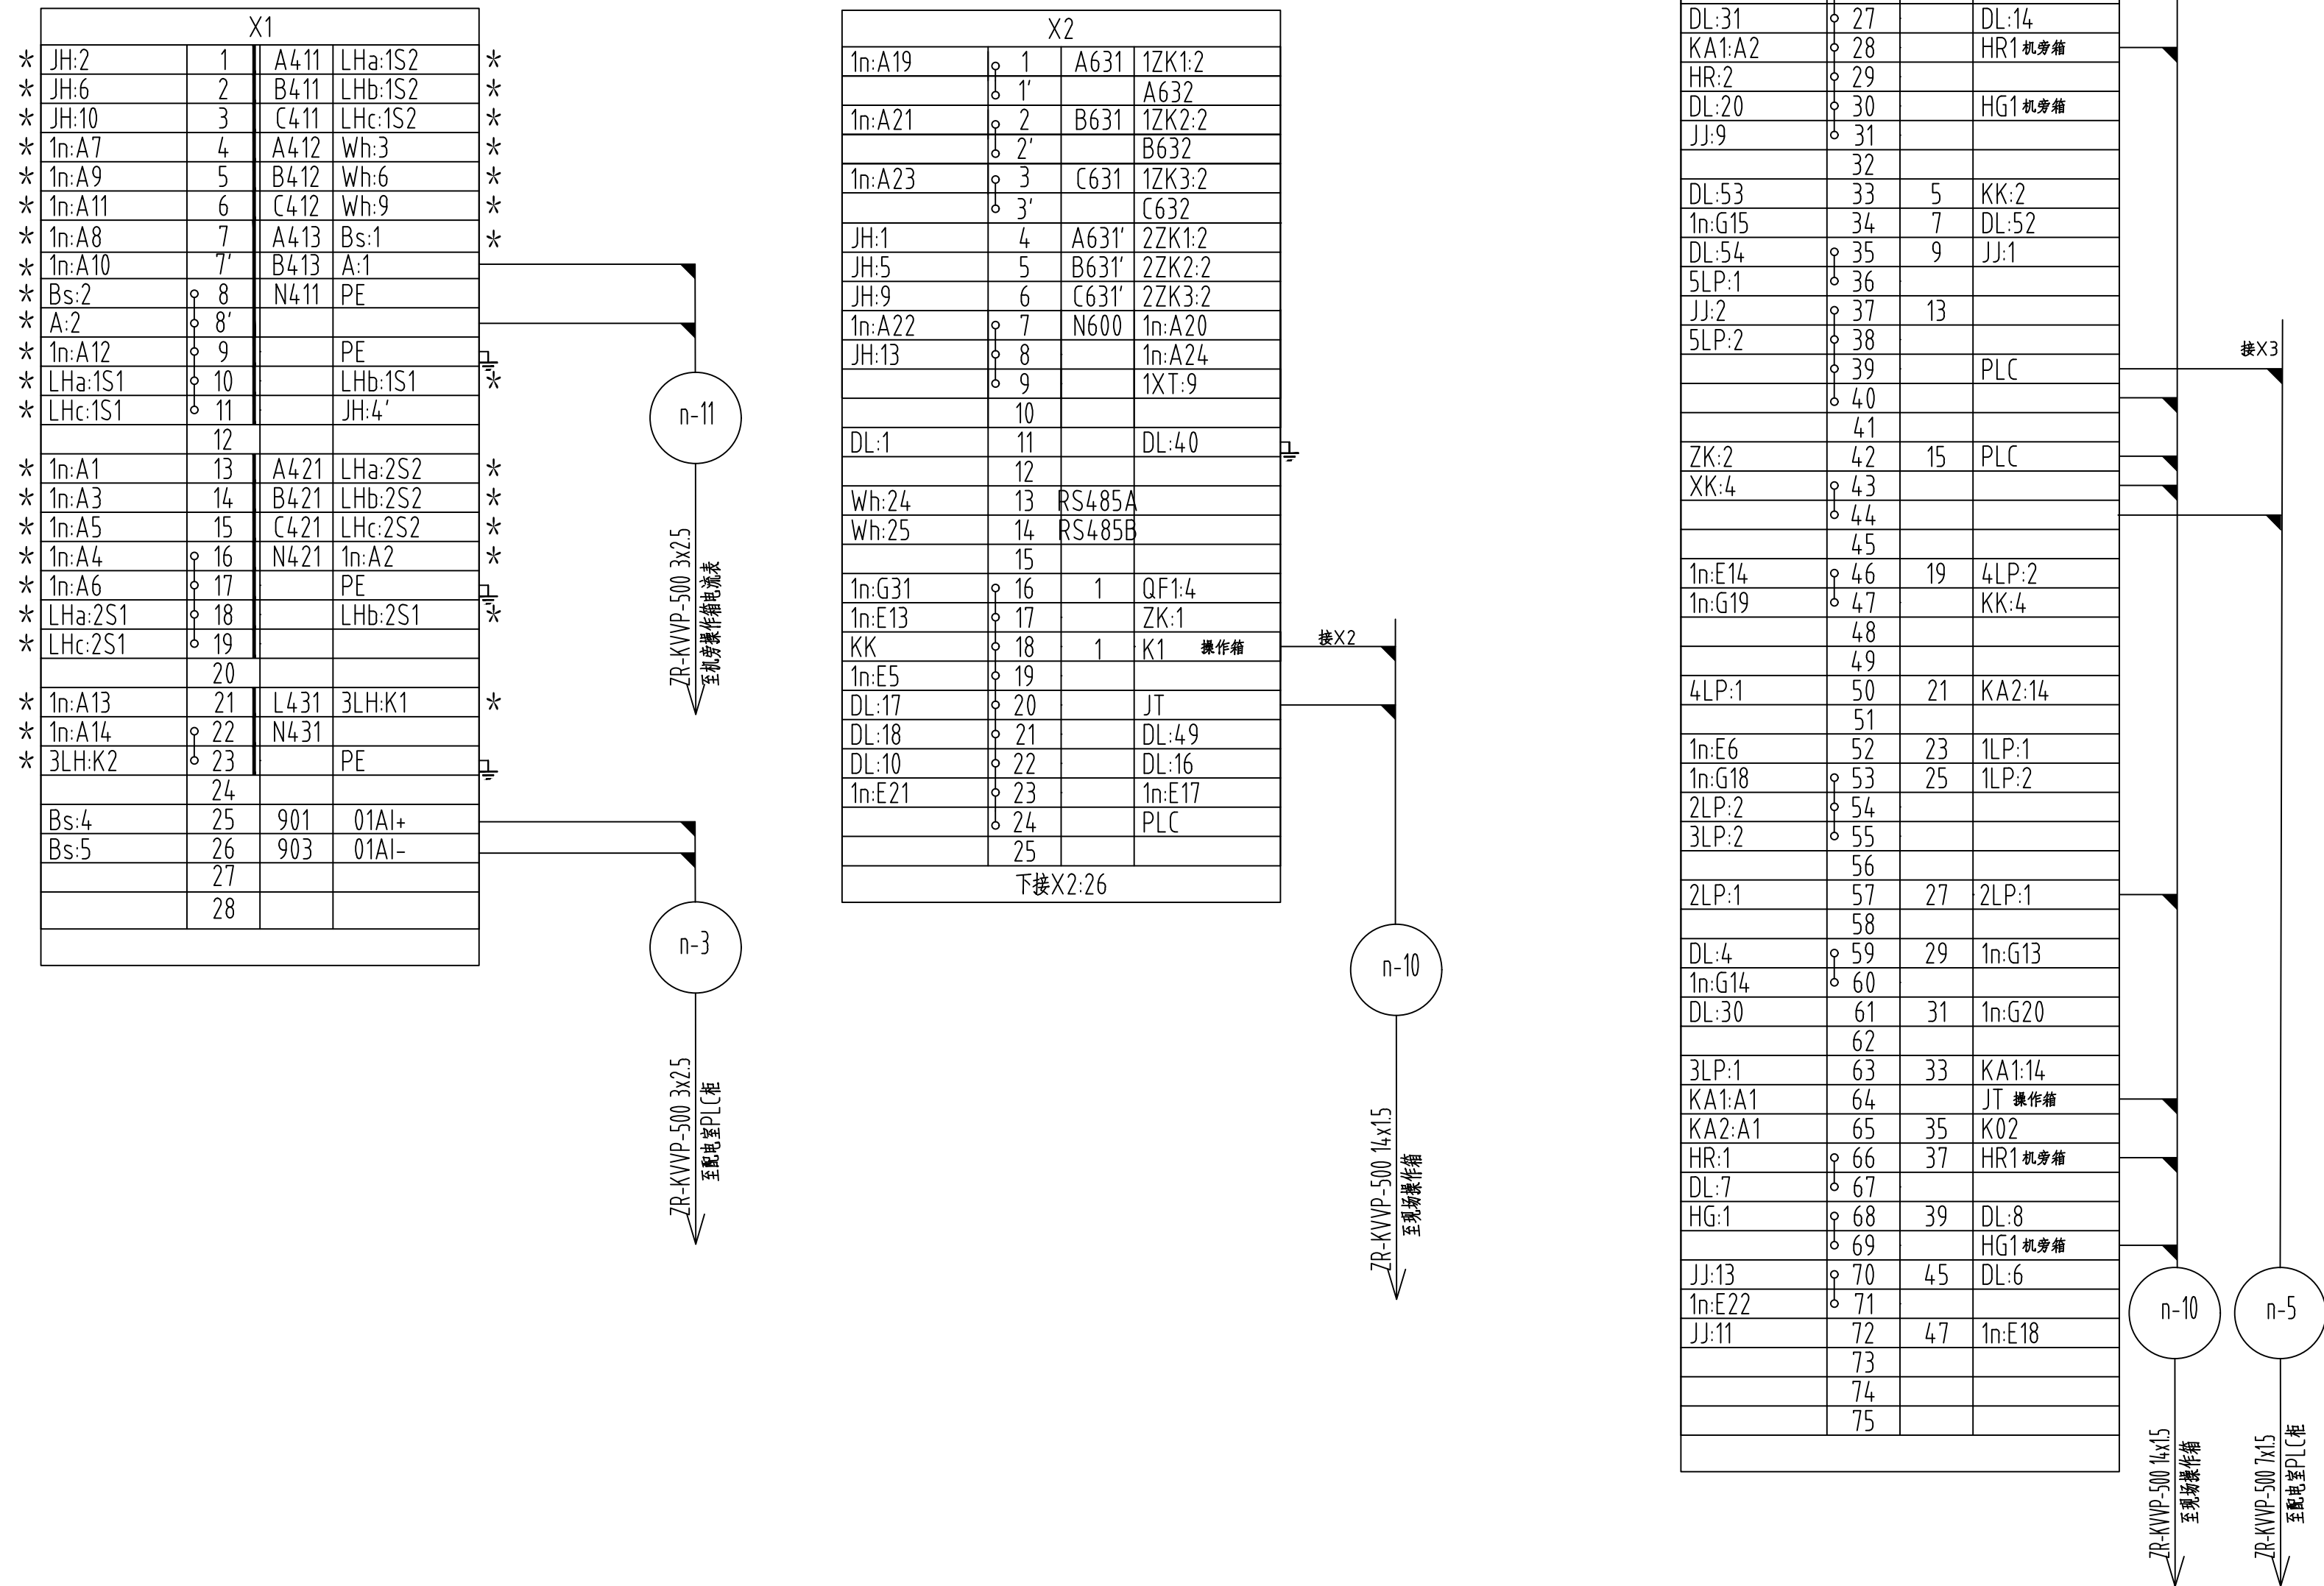 X1
* JH:2 1 A411 LHa:1S2 *
* JH:6 2 B411 LHb:1S2 *
* JH:10 3 C411 LHc:1S2 *
* 1n:A7 4 A412 Wh:3 *
* 1n:A9 5 B412 Wh:6 *
* 1n:A11 6 C412 Wh:9 *
* 1n:A8 7 A413 Bs:1 *
* 1n:A10 7' B413 A:1
* Bs:2 8 N411 PE
* A:2 8'
* 1n:A12 9 PE
* LHa:1S1 10 LHb:1S1 *
* LHc:1S1 11 JH:4'
12
* 1n:A1 13 A421 LHa:2S2 *
* 1n:A3 14 B421 LHb:2S2 *
* 1n:A5 15 C421 LHc:2S2 *
* 1n:A4 16 N421 1n:A2 *
* 1n:A6 17 PE
* LHa:2S1 18 LHb:2S1 *
* LHc:2S1 19
20
* 1n:A13 21 L431 3LH:K1 *
* 1n:A14 22 N431
* 3LH:K2 23 PE
24
Bs:4 25 901 01AI+
Bs:5 26 903 01AI-
27
28
n-11
ZR-KVVP-500 3x2.5
至机旁操作箱电流表
n-3
ZR-KVVP-500 3x2.5
至配电室PLC柜
X2
1n:A19 1 A631 1ZK1:2
1' A632
1n:A21 2 B631 1ZK2:2
2' B632
1n:A23 3 C631 1ZK3:2
3' C632
JH:1 4 A631' 2ZK1:2
JH:5 5 B631' 2ZK2:2
JH:9 6 C631' 2ZK3:2
1n:A22 7 N600 1n:A20
JH:13 8 1n:A24
9 1XT:9
10
DL:1 11 DL:40
12
Wh:24 13 RS485A
Wh:25 14 RS485B
15
1n:G31 16 1 QF1:4
1n:E13 17 ZK:1
KK 18 1 K1 操作箱
1n:E5 19
DL:17 20 JT
DL:18 21 DL:49
DL:10 22 DL:16
1n:E21 23 1n:E17
24 PLC
25
下接X2:26
接X2
n-10
ZR-KVVP-500 14x1.5
至现场操作箱
DL:31 27 DL:14
KA1:A2 28 HR1 机旁箱
HR:2 29
DL:20 30 HG1 机旁箱
JJ:9 31
32
DL:53 33 5 KK:2
1n:G15 34 7 DL:52
DL:54 35 9 JJ:1
5LP:1 36
JJ:2 37 13
5LP:2 38
39 PLC
40
41
ZK:2 42 15 PLC
XK:4 43
44
45
1n:E14 46 19 4LP:2
1n:G19 47 KK:4
48
49
4LP:1 50 21 KA2:14
51
1n:E6 52 23 1LP:1
1n:G18 53 25 1LP:2
2LP:2 54
3LP:2 55
56
2LP:1 57 27 2LP:1
58
DL:4 59 29 1n:G13
1n:G14 60
DL:30 61 31 1n:G20
62
3LP:1 63 33 KA1:14
KA1:A1 64 JT 操作箱
KA2:A1 65 35 K02
HR:1 66 37 HR1 机旁箱
DL:7 67
HG:1 68 39 DL:8
69 HG1 机旁箱
JJ:13 70 45 DL:6
1n:E22 71
JJ:11 72 47 1n:E18
73
74
75
接X3
n-10
ZR-KVVP-500 14x1.5
至现场操作箱
n-5
ZR-KVVP-500 7x1.5
至配电室PLC柜